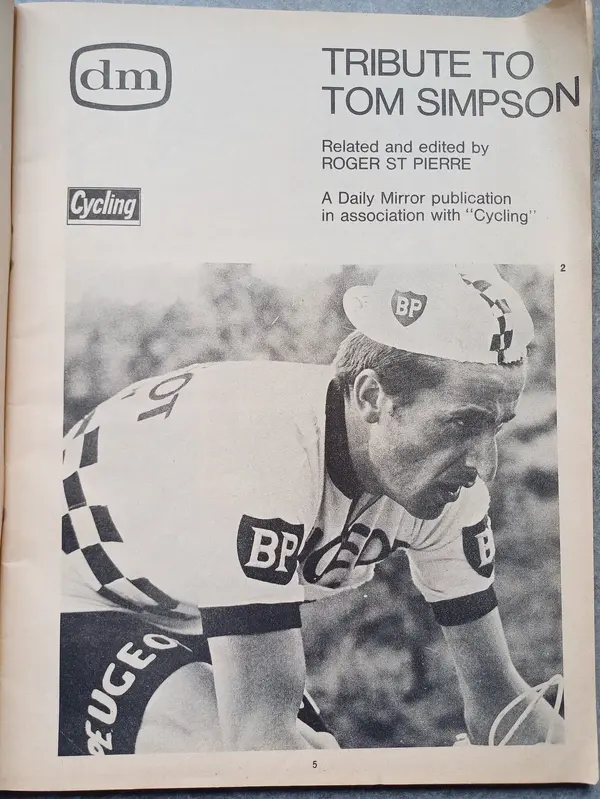 dm
TRIBUTE TO
TOM SIMPSON
Related and edited by
ROGER ST PIERRE
Cycling
A Daily Mirror publication
in association with "Cycling"
2
BP
OT
BP
B
PEUGEO
5